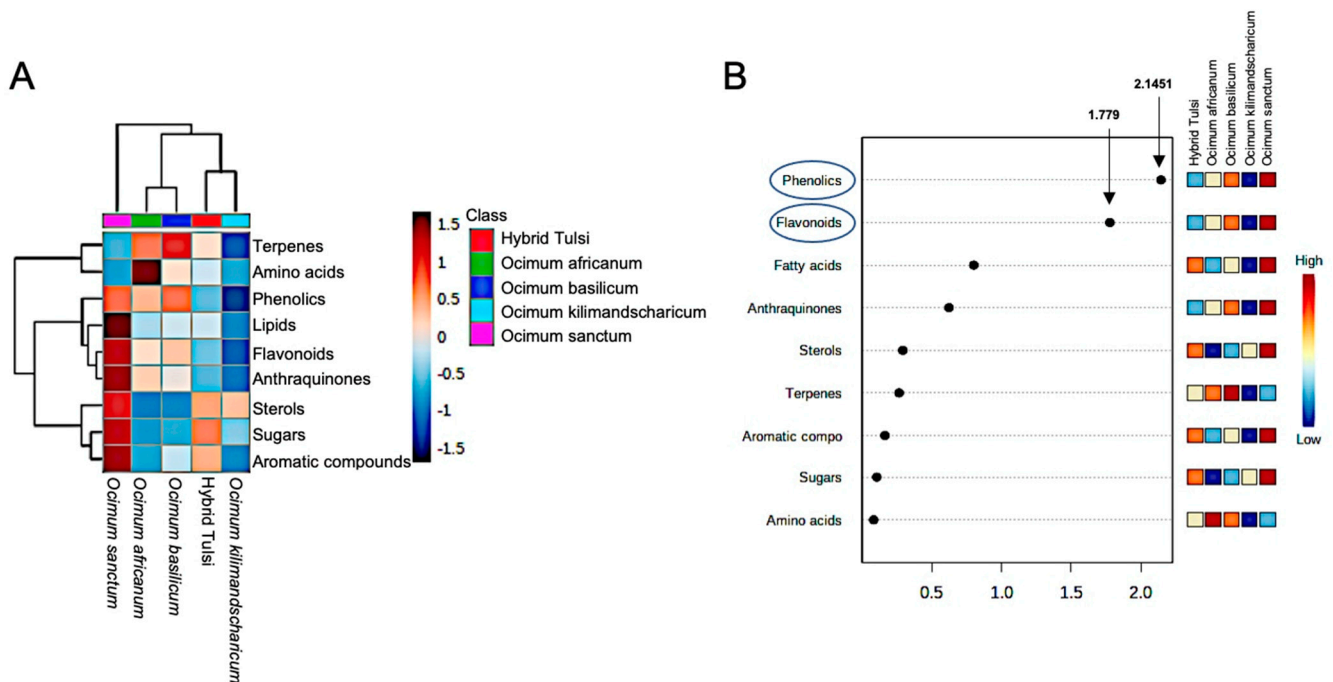 A
Terpenes
Amino acids
Phenolics
Lipids
Flavonoids
Anthraquinones
Sterols
Sugars
Aromatic compounds
Ocimum sanctum
Ocimum africanum
Ocimum basilicum
Hybrid Tulsi
Ocimum kilimandscharicum
1.5
1
0.5
0
-0.5
-1
-1.5
Class
Hybrid Tulsi
Ocimum africanum
Ocimum basilicum
Ocimum kilimandscharicum
Ocimum sanctum
B
2.1451
1.779
Hybrid Tulsi
Ocimum africanum
Ocimum basilicum
Ocimum kilimandscharicum
Ocimum sanctum
Phenolics
Flavonoids
Fatty acids
Anthraquinones
Sterols
Terpenes
Aromatic compo
Sugars
Amino acids
0.5 1.0 1.5 2.0
High
Low